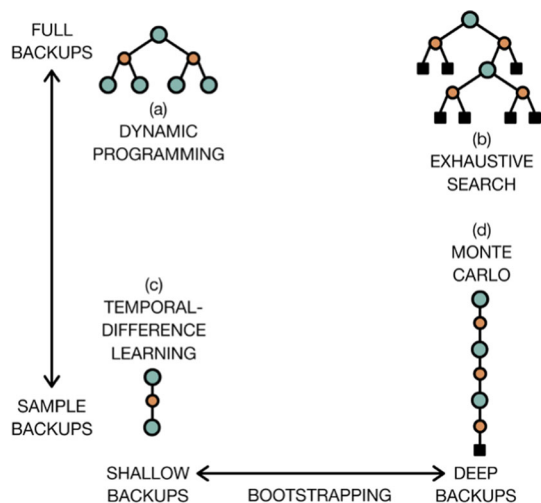 FULL
BACKUPS
(a)
DYNAMIC
PROGRAMMING
(b)
EXHAUSTIVE
SEARCH
(c)
TEMPORAL-
DIFFERENCE
LEARNING
(d)
MONTE
CARLO
SAMPLE
BACKUPS
SHALLOW
BACKUPS
BOOTSTRAPPING
DEEP
BACKUPS